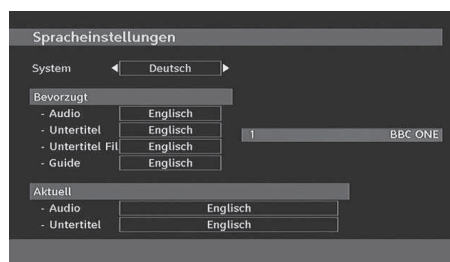 Spracheinstellungen
System Deutsch
Bevorzugt
- Audio Englisch
- Untertitel Englisch
- Untertitel Fil Englisch
- Guide Englisch
1 BBC ONE
Aktuell
- Audio Englisch
- Untertitel Englisch